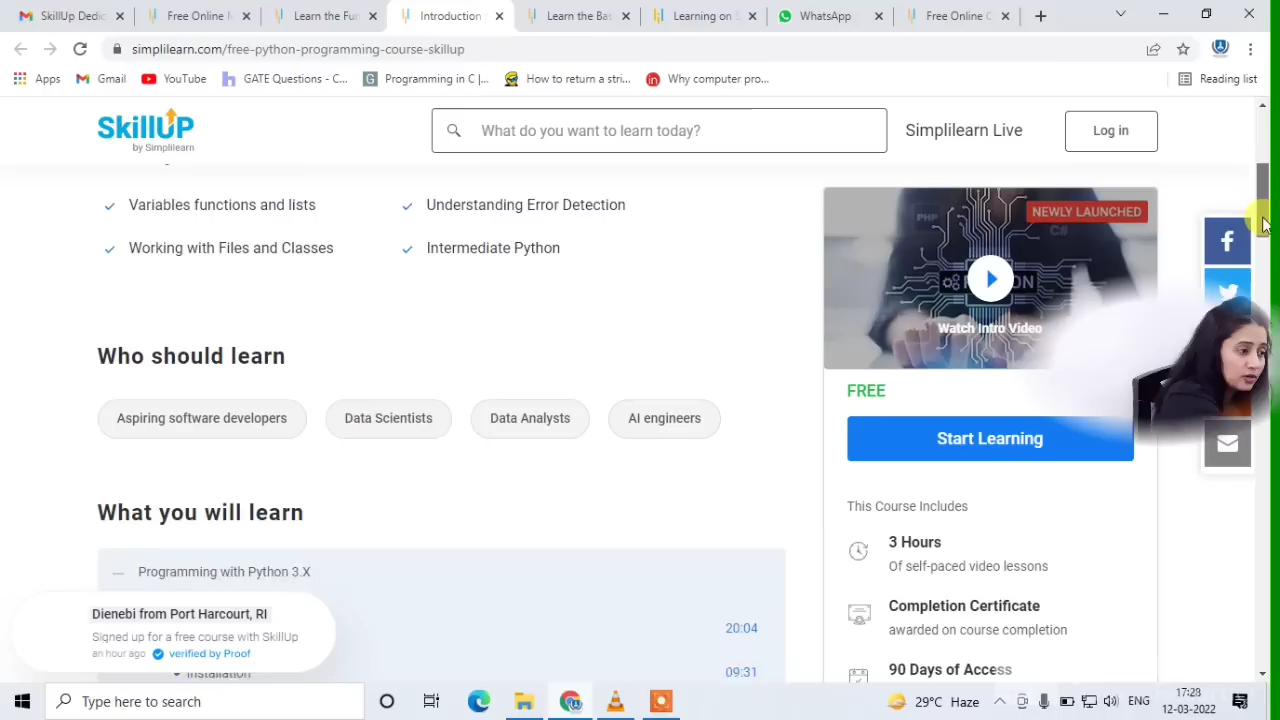 SkillUp Dedic
Free Online N
Learn the Fun
Introduction
Learn the Bas
Learning on S
WhatsApp
Free Online C
simplilearn.com/free-python-programming-course-skillup
Apps
Gmail
YouTube
GATE Questions - C...
Programming in C |...
How to return a stri...
Why computer pro...
Reading list
SkillUP
by Simplilearn
What do you want to learn today?
Simplilearn Live
Log in
Variables functions and lists
Understanding Error Detection
Working with Files and Classes
Intermediate Python
NEWLY LAUNCHED
PHP
C#
Watch Intro Video
FREE
Start Learning
Who should learn
Aspiring software developers
Data Scientists
Data Analysts
AI engineers
This Course Includes
3 Hours
Of self-paced video lessons
Completion Certificate
awarded on course completion
90 Days of Access
What you will learn
Programming with Python 3.X
20:04
09:31
Installation
Dienebi from Port Harcourt, RI
Signed up for a free course with SkillUp
an hour ago verified by Proof
Type here to search
29°C Haze
ENG
17:28
12-03-2022